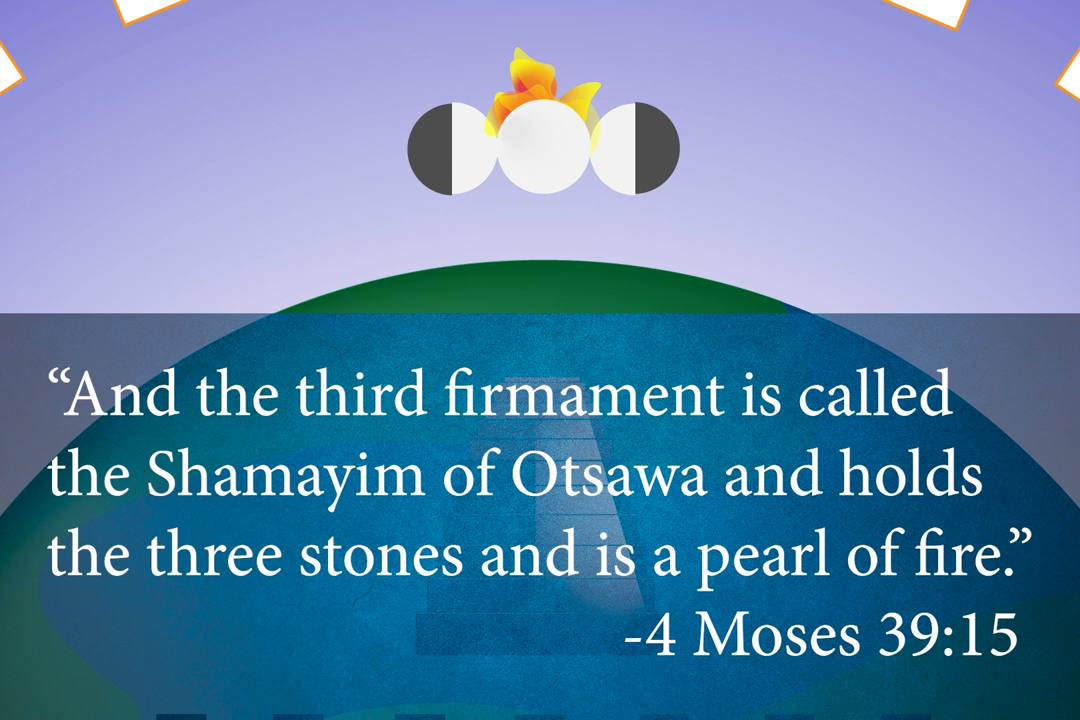 “And the third firmament is called
the Shamayim of Otsawa and holds
the three stones and is a pearl of fire.”
-4 Moses 39:15